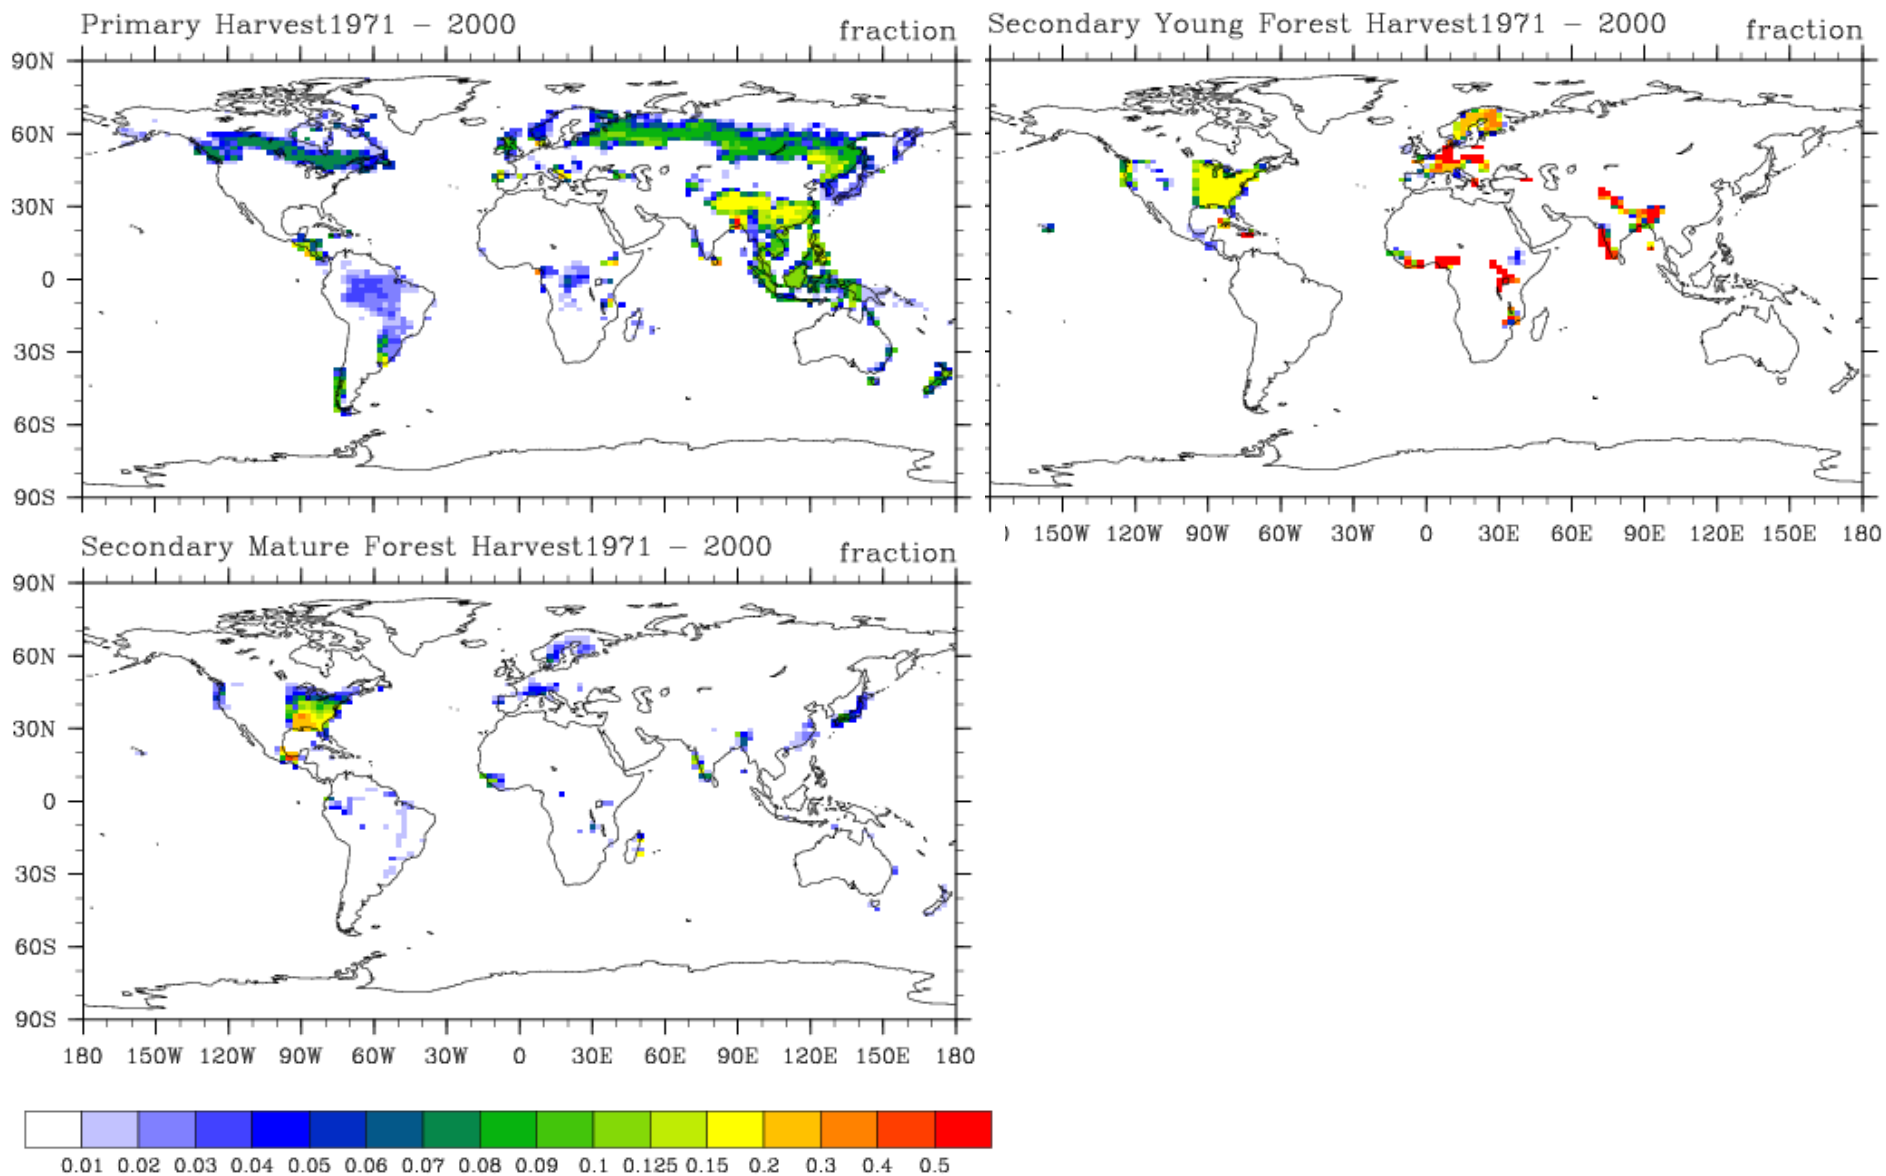 Primary Harvest1971 – 2000 fraction
90N
60N
30N
0
30S
60S
90S
Secondary Young Forest Harvest1971 – 2000 fraction
) 150W 120W 90W 60W 30W 0 30E 60E 90E 120E 150E 180
Secondary Mature Forest Harvest1971 – 2000 fraction
90N
60N
30N
0
30S
60S
90S
180 150W 120W 90W 60W 30W 0 30E 60E 90E 120E 150E 180
0.01 0.02 0.03 0.04 0.05 0.06 0.07 0.08 0.09 0.1 0.125 0.15 0.2 0.3 0.4 0.5